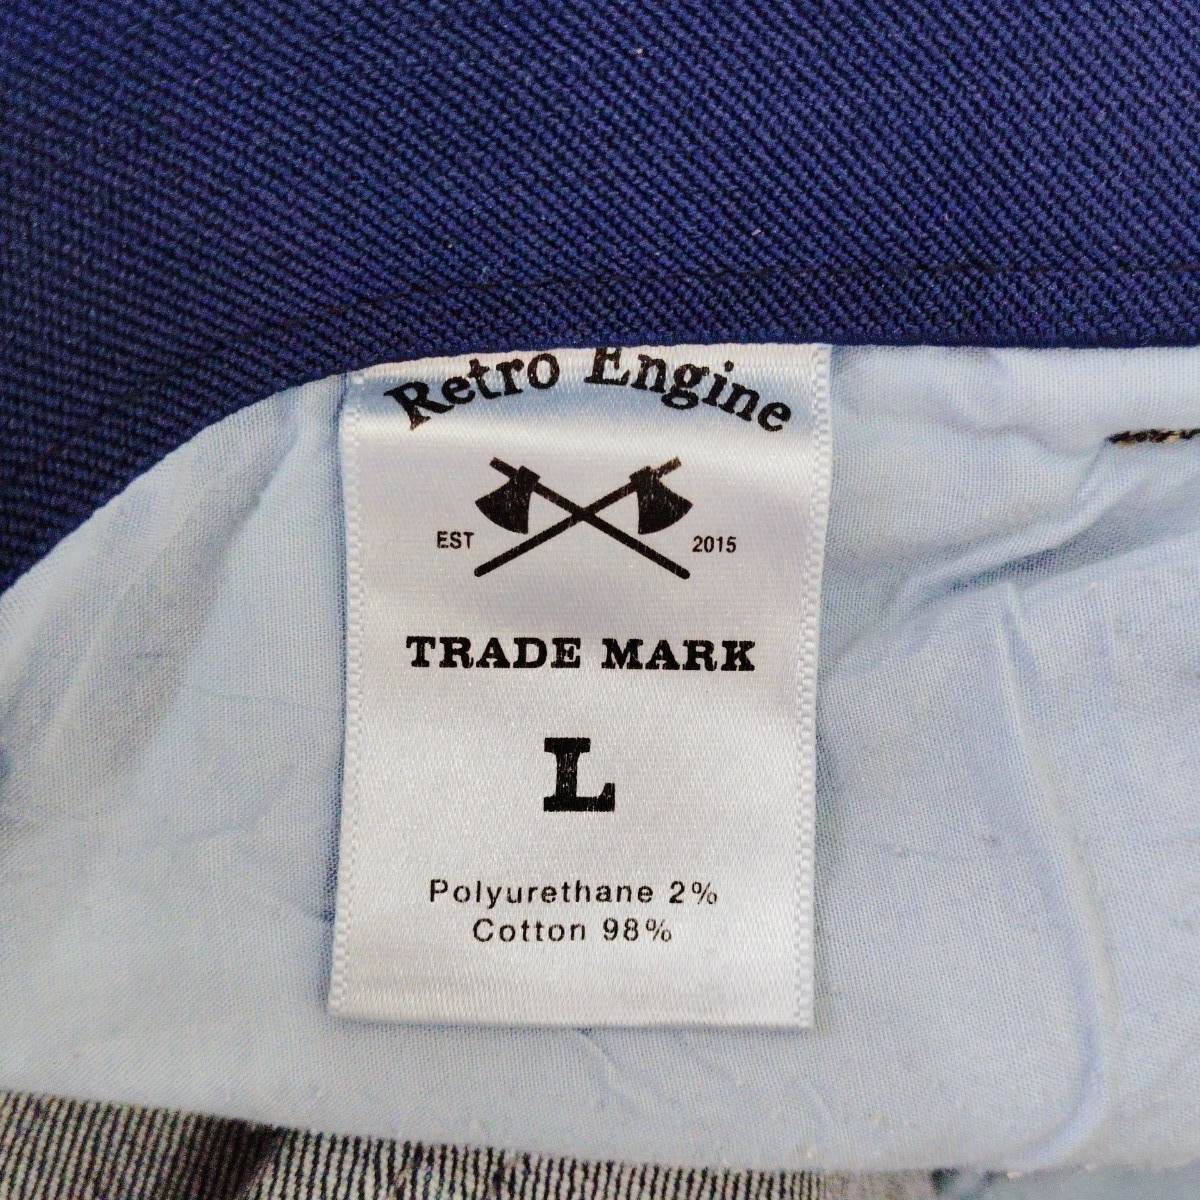 Retro Engine
EST 2015
TRADE MARK
L
Polyurethane 2%
Cotton 98%